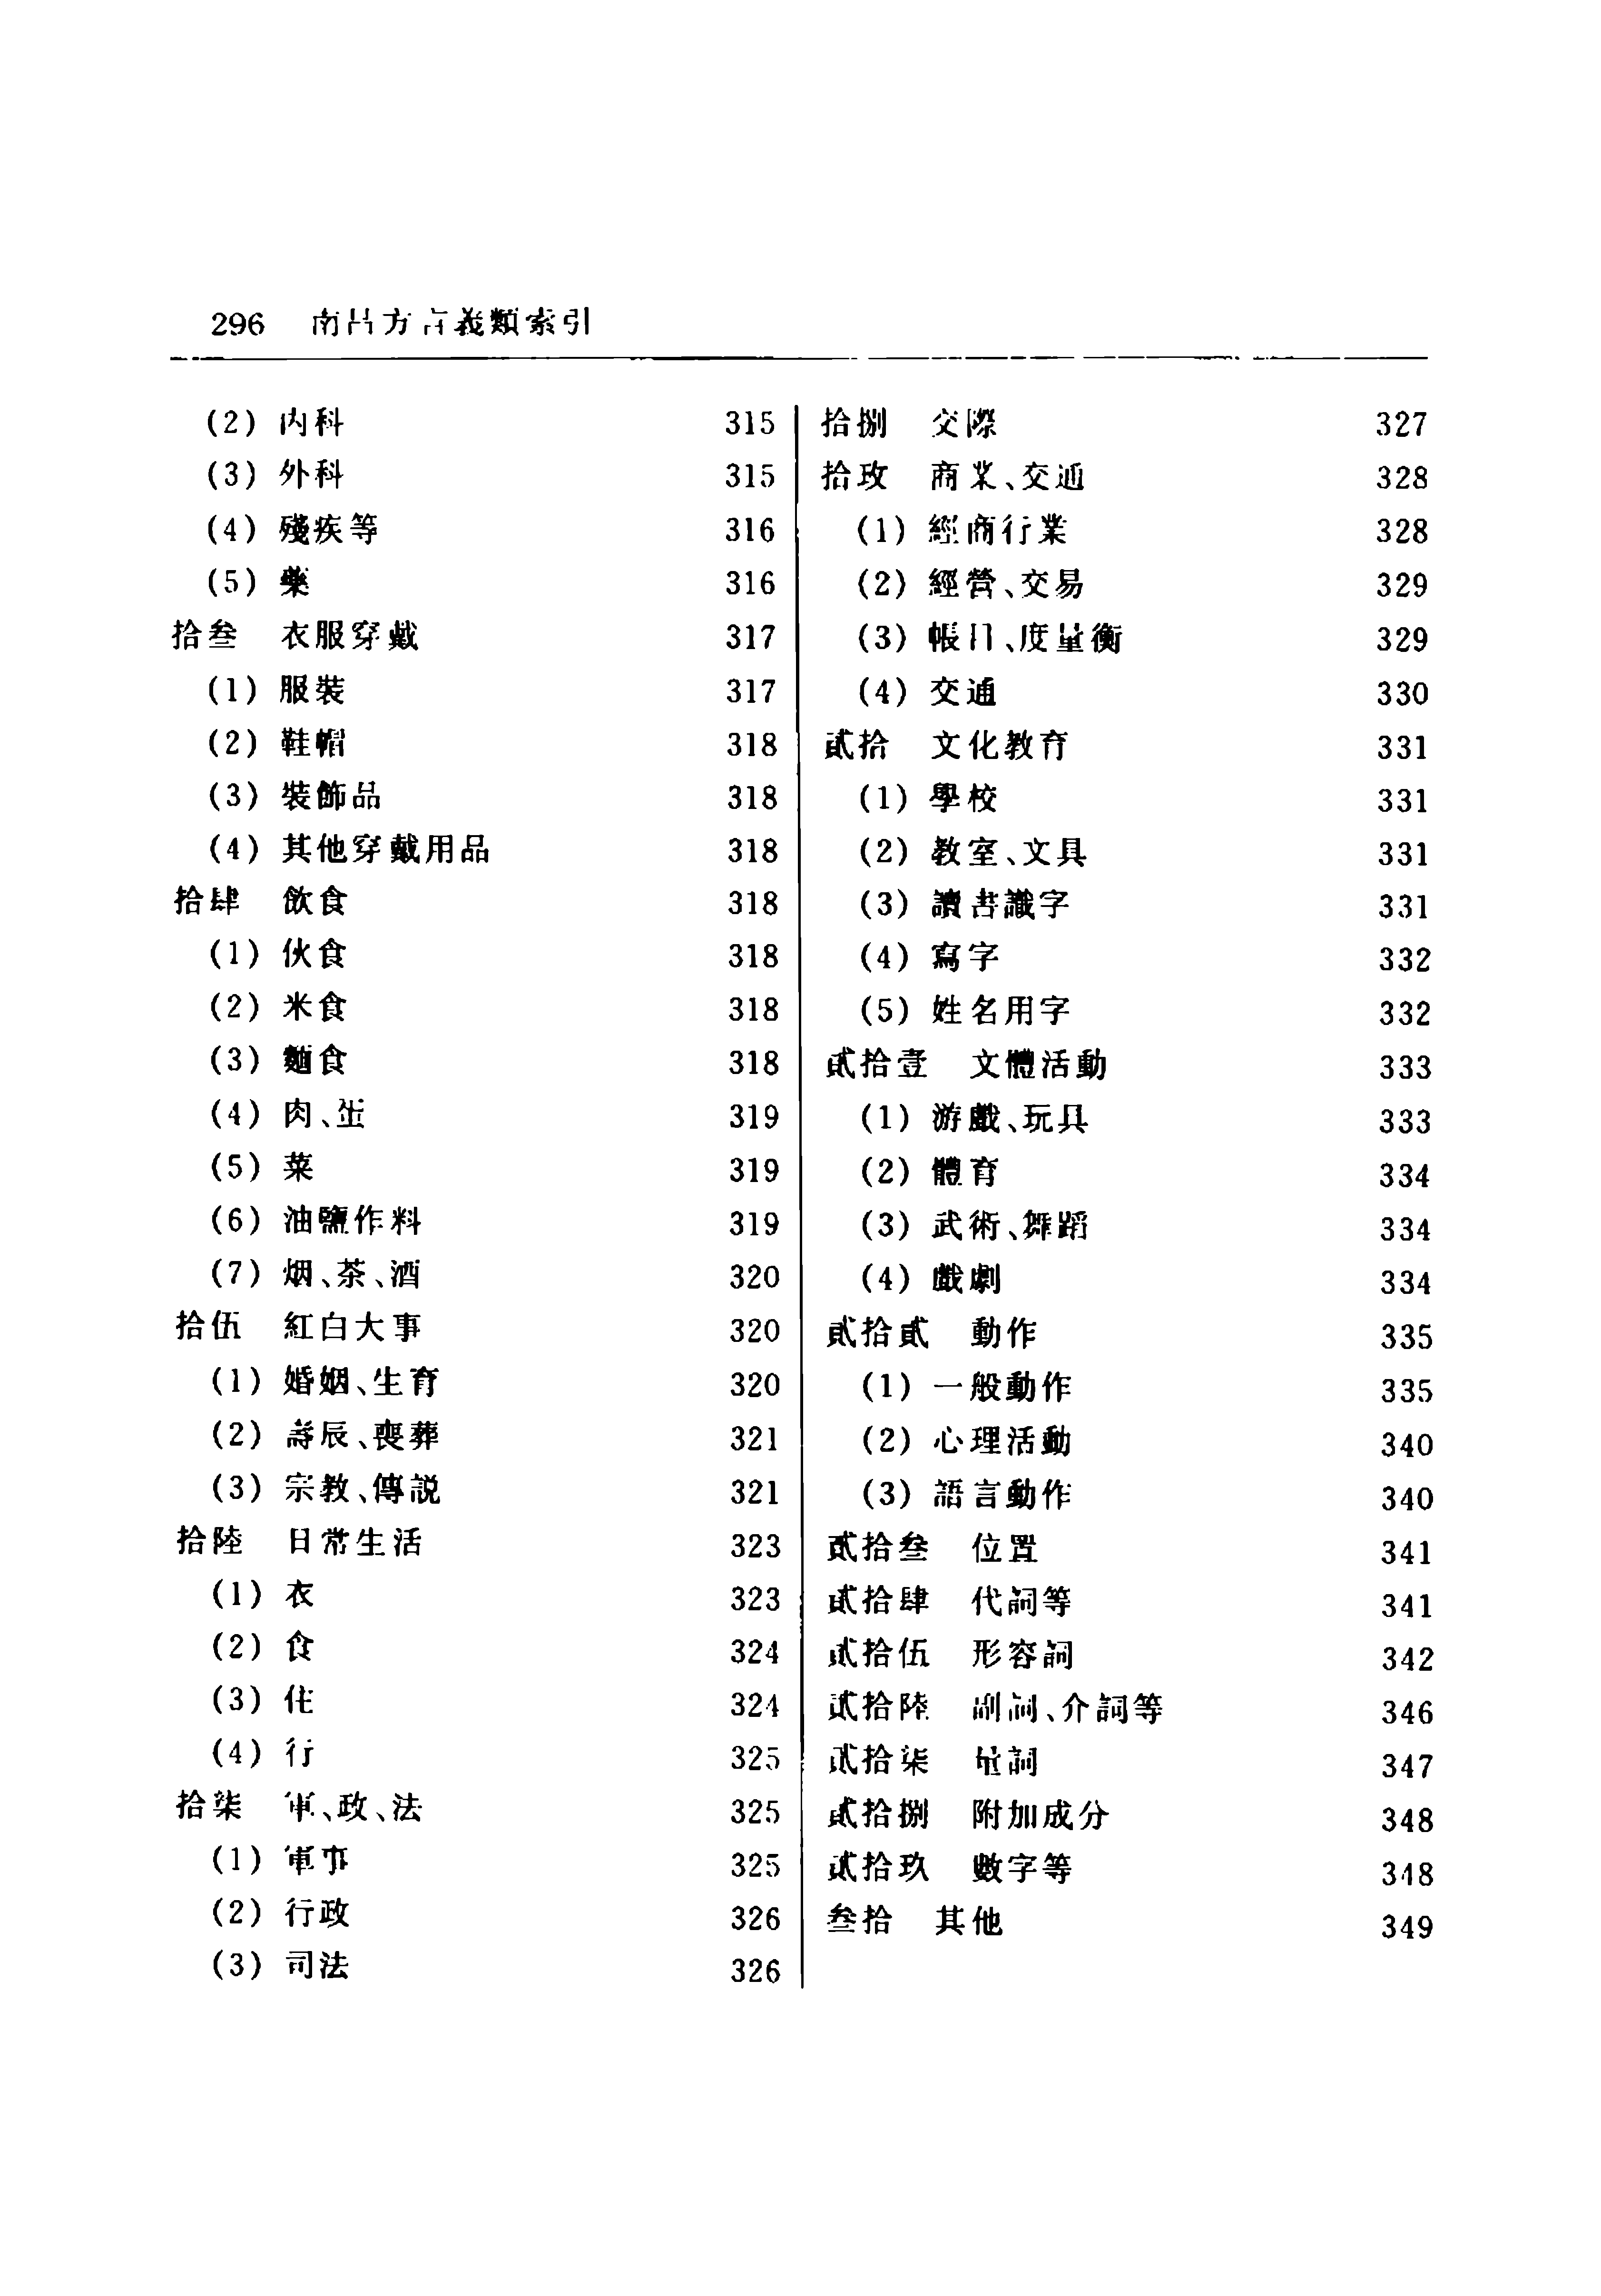 296 南昌方言義類索引
(2) 内科 315
(3) 外科 315
(4) 殘疾等 316
(5) 藥 316
拾叁 衣服穿戴 317
(1) 服裝 317
(2) 鞋帽 318
(3) 裝飾品 318
(4) 其他穿戴用品 318
拾肆 飲食 318
(1) 伙食 318
(2) 米食 318
(3) 麵食 318
(4) 肉、蛋 319
(5) 菜 319
(6) 油鹽作料 319
(7) 烟、茶、酒 320
拾伍 紅白大事 320
(1) 婚姻、生育 320
(2) 壽辰、喪葬 321
(3) 宗教、傳説 321
拾陸 日常生活 323
(1) 衣 323
(2) 食 324
(3) 住 324
(4) 行 325
拾柒 軍、政、法 325
(1) 軍事 325
(2) 行政 326
(3) 司法 326
拾捌 交際 327
拾玫 商業、交通 328
(1) 經商行業 328
(2) 經營、交易 329
(3) 帳目、度量衡 329
(4) 交通 330
貳拾 文化教育 331
(1) 學校 331
(2) 教室、文具 331
(3) 讀書識字 331
(4) 寫字 332
(5) 姓名用字 332
貳拾壹 文體活動 333
(1) 游戲、玩具 333
(2) 體育 334
(3) 武術、舞蹈 334
(4) 戲劇 334
貳拾貳 動作 335
(1) 一般動作 335
(2) 心理活動 340
(3) 語言動作 340
貳拾叁 位置 341
貳拾肆 代詞等 341
貳拾伍 形容詞 342
貳拾陸 副詞、介詞等 346
貳拾柒 量詞 347
貳拾捌 附加成分 348
貳拾玖 數字等 348
叁拾 其他 349